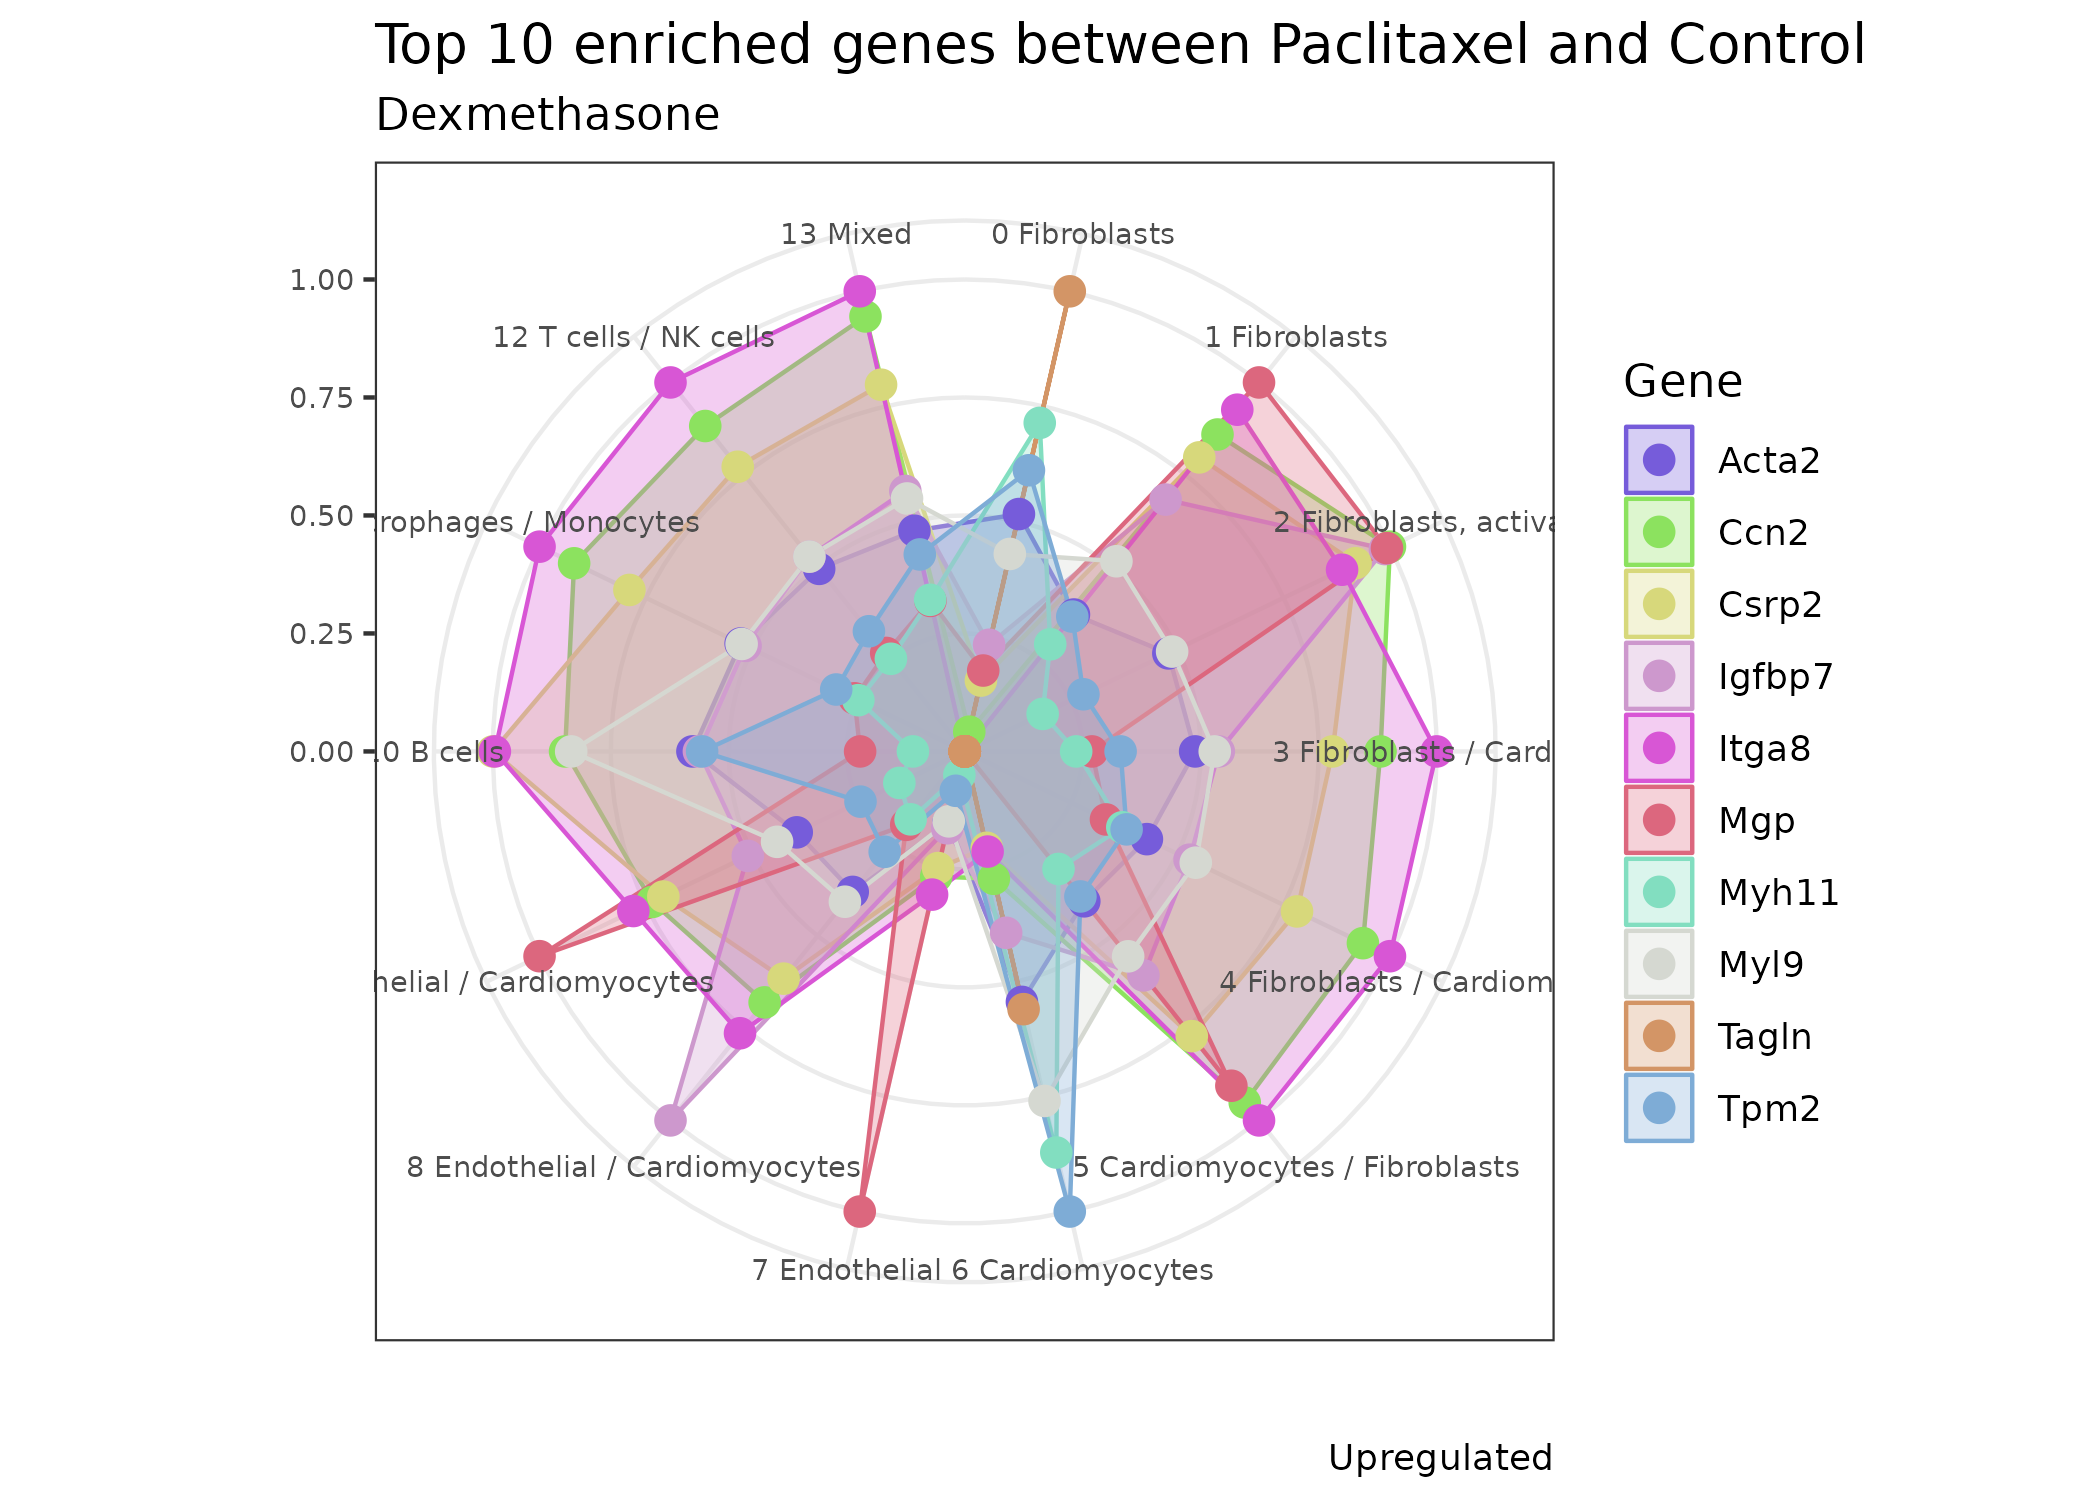 Top 10 enriched genes between Paclitaxel and Control
Dexmethasone
13 Mixed
0 Fibroblasts
1.00
12 T cells / NK cells
1 Fibroblasts
0.75
0.50
rophages / Monocytes
2 Fibroblasts, activa
0.25
0.00
0 B cells
3 Fibroblasts / Card
helial / Cardiomyocytes
4 Fibroblasts / Cardiom
8 Endothelial / Cardiomyocytes
5 Cardiomyocytes / Fibroblasts
7 Endothelial
6 Cardiomyocytes
Gene
Acta2
Ccn2
Csrp2
Igfbp7
Itga8
Mgp
Myh11
Myl9
Tagln
Tpm2
Upregulated